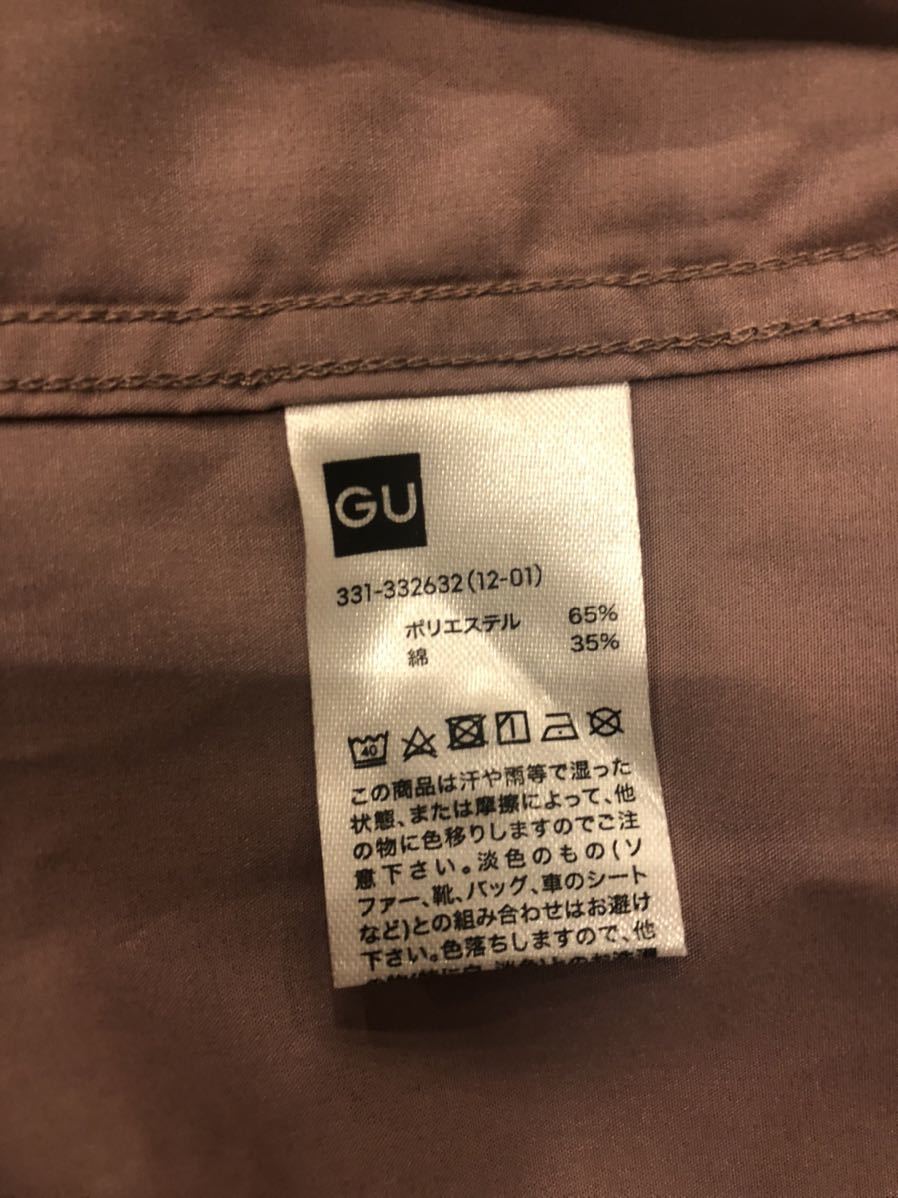 GU
331-332632(12-01)
ポリエステル 65%
綿 35%
40
この商品は汗や雨等で湿った
状態、または摩擦によって、他
の物に色移りしますのでご注
意下さい。淡色のもの(ソ
ファー、靴、バッグ、車のシート
など)との組み合わせはお避け
下さい。色落ちしますので、他